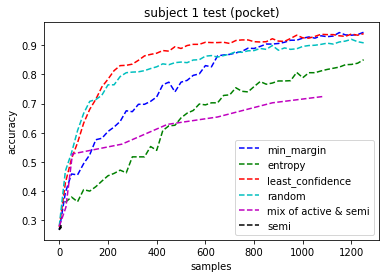 subject 1 test (pocket)
accuracy
0.9
0.8
0.7
0.6
0.5
0.4
0.3
min_margin
entropy
least_confidence
random
mix of active & semi
semi
0 200 400 600 800 1000 1200
samples